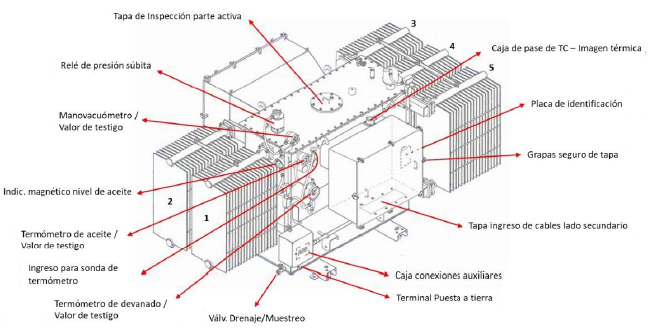 Tapa de Inspección parte activa
3
4
5
Caja de pase de TC – Imagen térmica
Relé de presión súbita
Placa de identificación
Manovacuómetro /
Valor de testigo
Grapas seguro de tapa
Indic. magnético nivel de aceite
2
1
Tapa ingreso de cables lado secundario
Termómetro de aceite /
Valor de testigo
Ingreso para sonda de
termómetro
Caja conexiones auxiliares
Termómetro de devanado /
Valor de testigo
Terminal Puesta a tierra
Válv. Drenaje/Muestreo